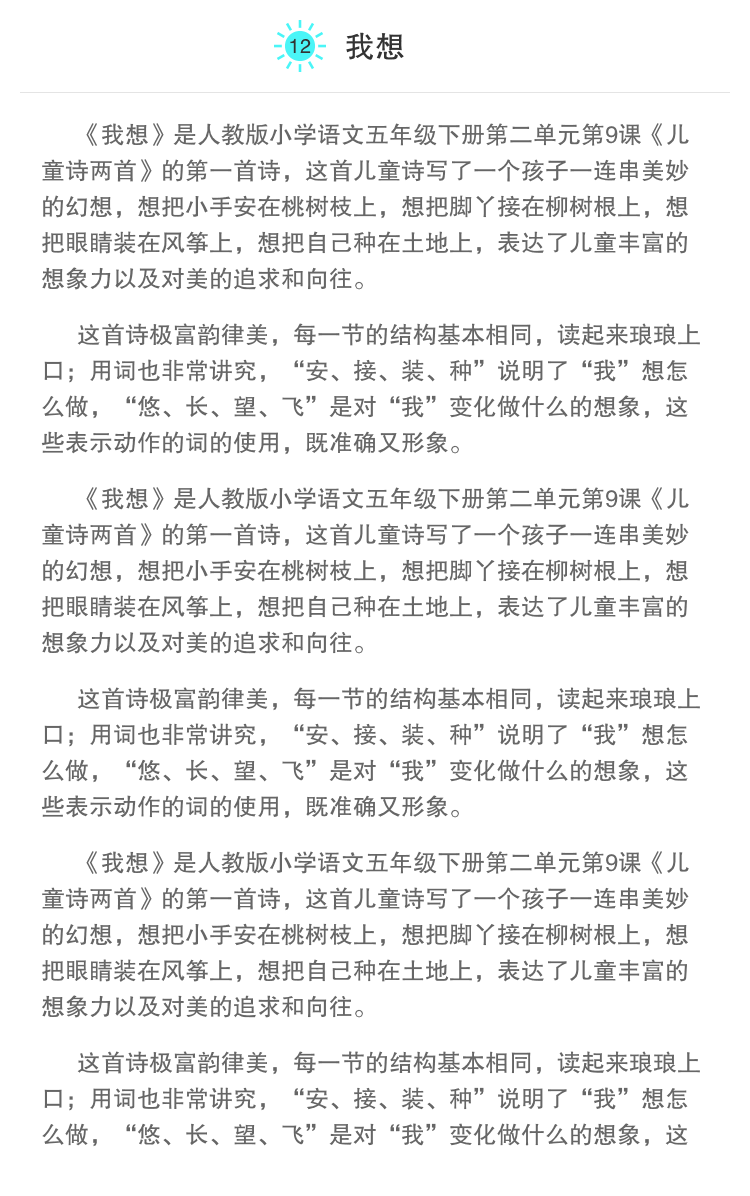 12 我想
《我想》是人教版小学语文五年级下册第二单元第9课《儿
童诗两首》的第一首诗，这首儿童诗写了一个孩子一连串美妙
的幻想，想把小手安在桃树枝上，想把脚丫接在柳树根上，想
把眼睛装在风筝上，想把自己种在土地上，表达了儿童丰富的
想象力以及对美的追求和向往。
这首诗极富韵律美，每一节的结构基本相同，读起来琅琅上
口；用词也非常讲究，“安、接、装、种”说明了“我”想怎
么做，“悠、长、望、飞”是对“我”变化做什么的想象，这
些表示动作的词的使用，既准确又形象。
《我想》是人教版小学语文五年级下册第二单元第9课《儿
童诗两首》的第一首诗，这首儿童诗写了一个孩子一连串美妙
的幻想，想把小手安在桃树枝上，想把脚丫接在柳树根上，想
把眼睛装在风筝上，想把自己种在土地上，表达了儿童丰富的
想象力以及对美的追求和向往。
这首诗极富韵律美，每一节的结构基本相同，读起来琅琅上
口；用词也非常讲究，“安、接、装、种”说明了“我”想怎
么做，“悠、长、望、飞”是对“我”变化做什么的想象，这
些表示动作的词的使用，既准确又形象。
《我想》是人教版小学语文五年级下册第二单元第9课《儿
童诗两首》的第一首诗，这首儿童诗写了一个孩子一连串美妙
的幻想，想把小手安在桃树枝上，想把脚丫接在柳树根上，想
把眼睛装在风筝上，想把自己种在土地上，表达了儿童丰富的
想象力以及对美的追求和向往。
这首诗极富韵律美，每一节的结构基本相同，读起来琅琅上
口；用词也非常讲究，“安、接、装、种”说明了“我”想怎
么做，“悠、长、望、飞”是对“我”变化做什么的想象，这